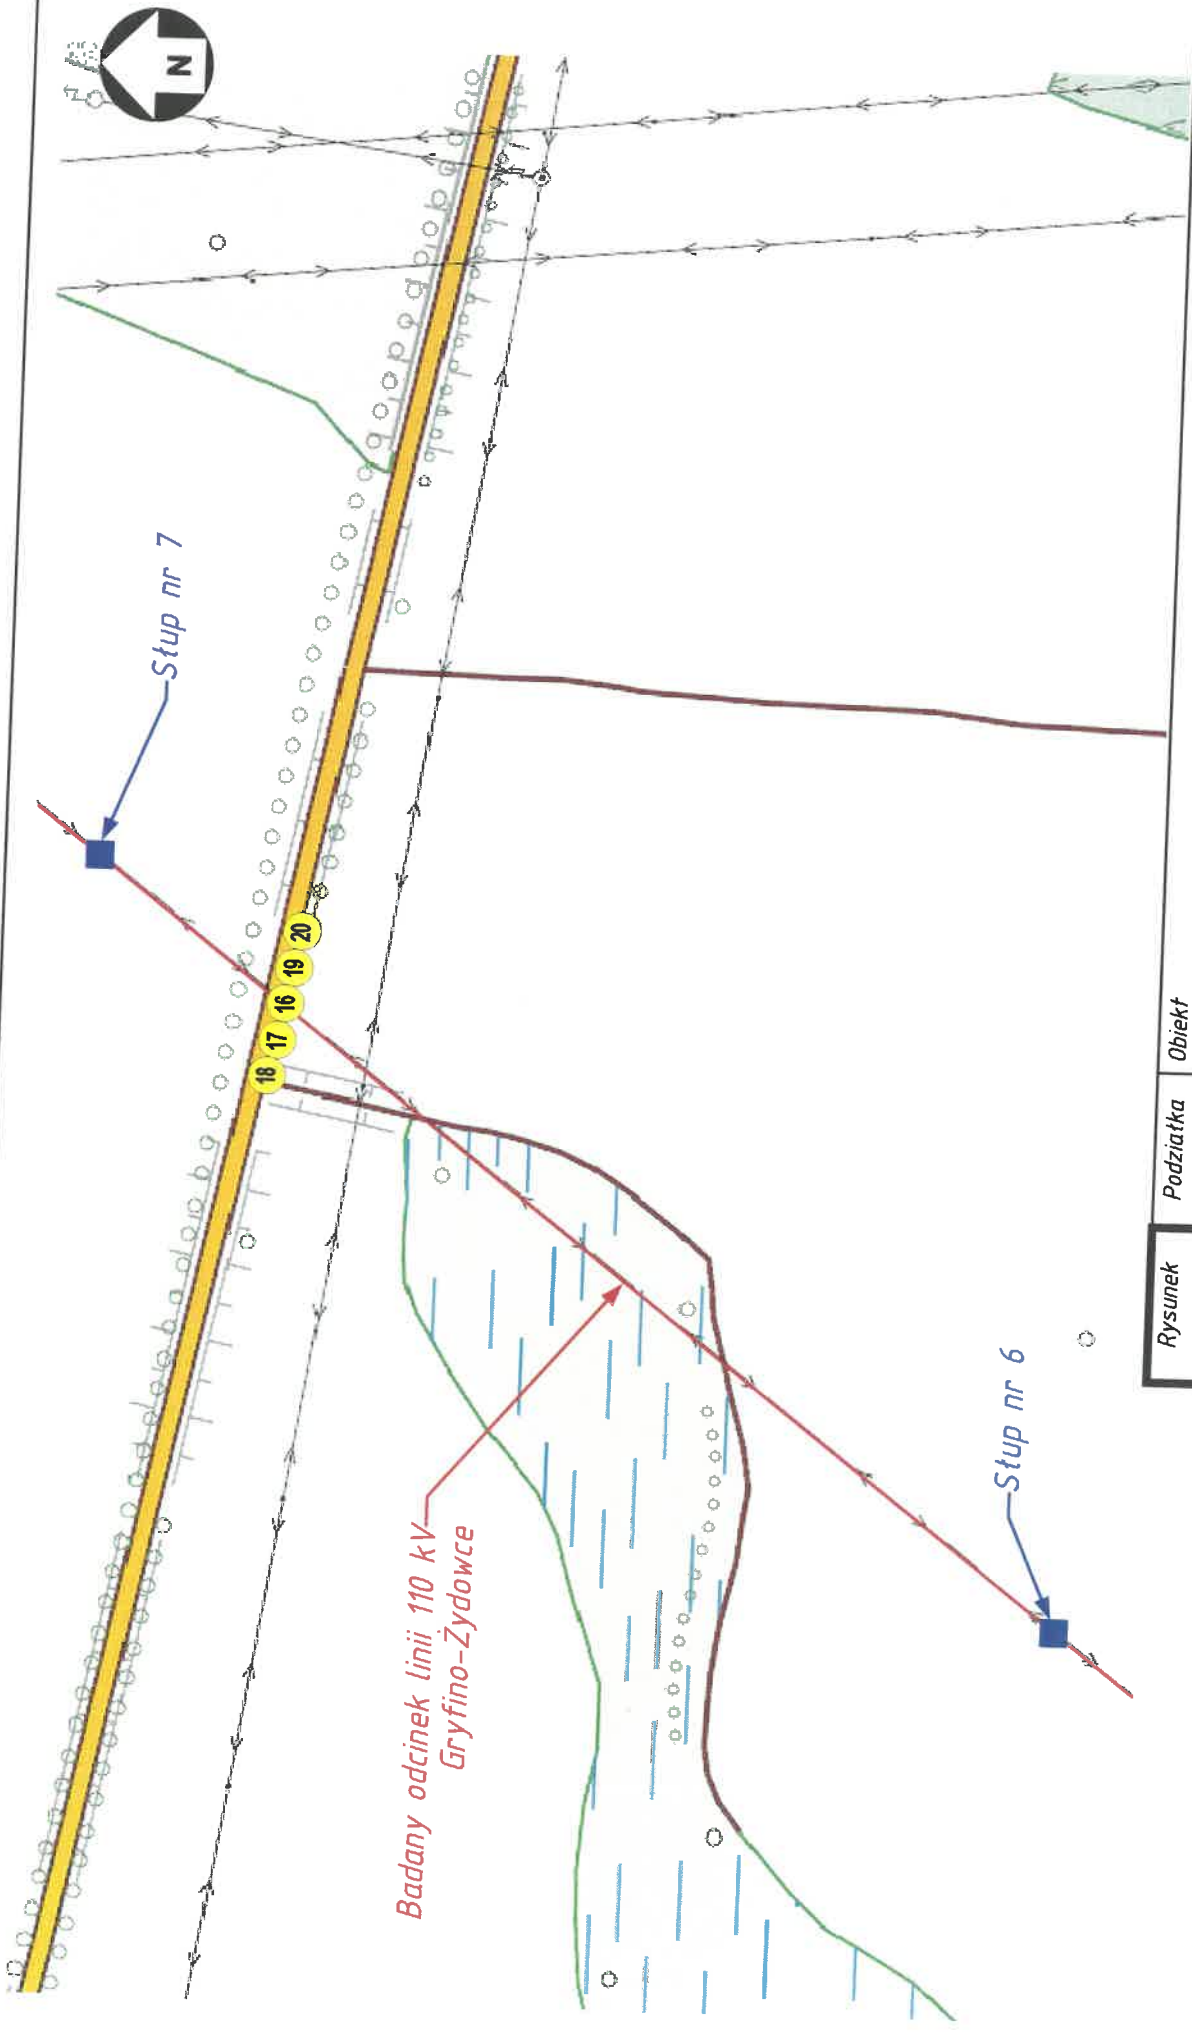 N
Słup nr 7
20
19
16
17
18
Badany odcinek linii 110 kV
Gryfino-Żydowce
Słup nr 6
Rysunek
Podziałka
Obiekt